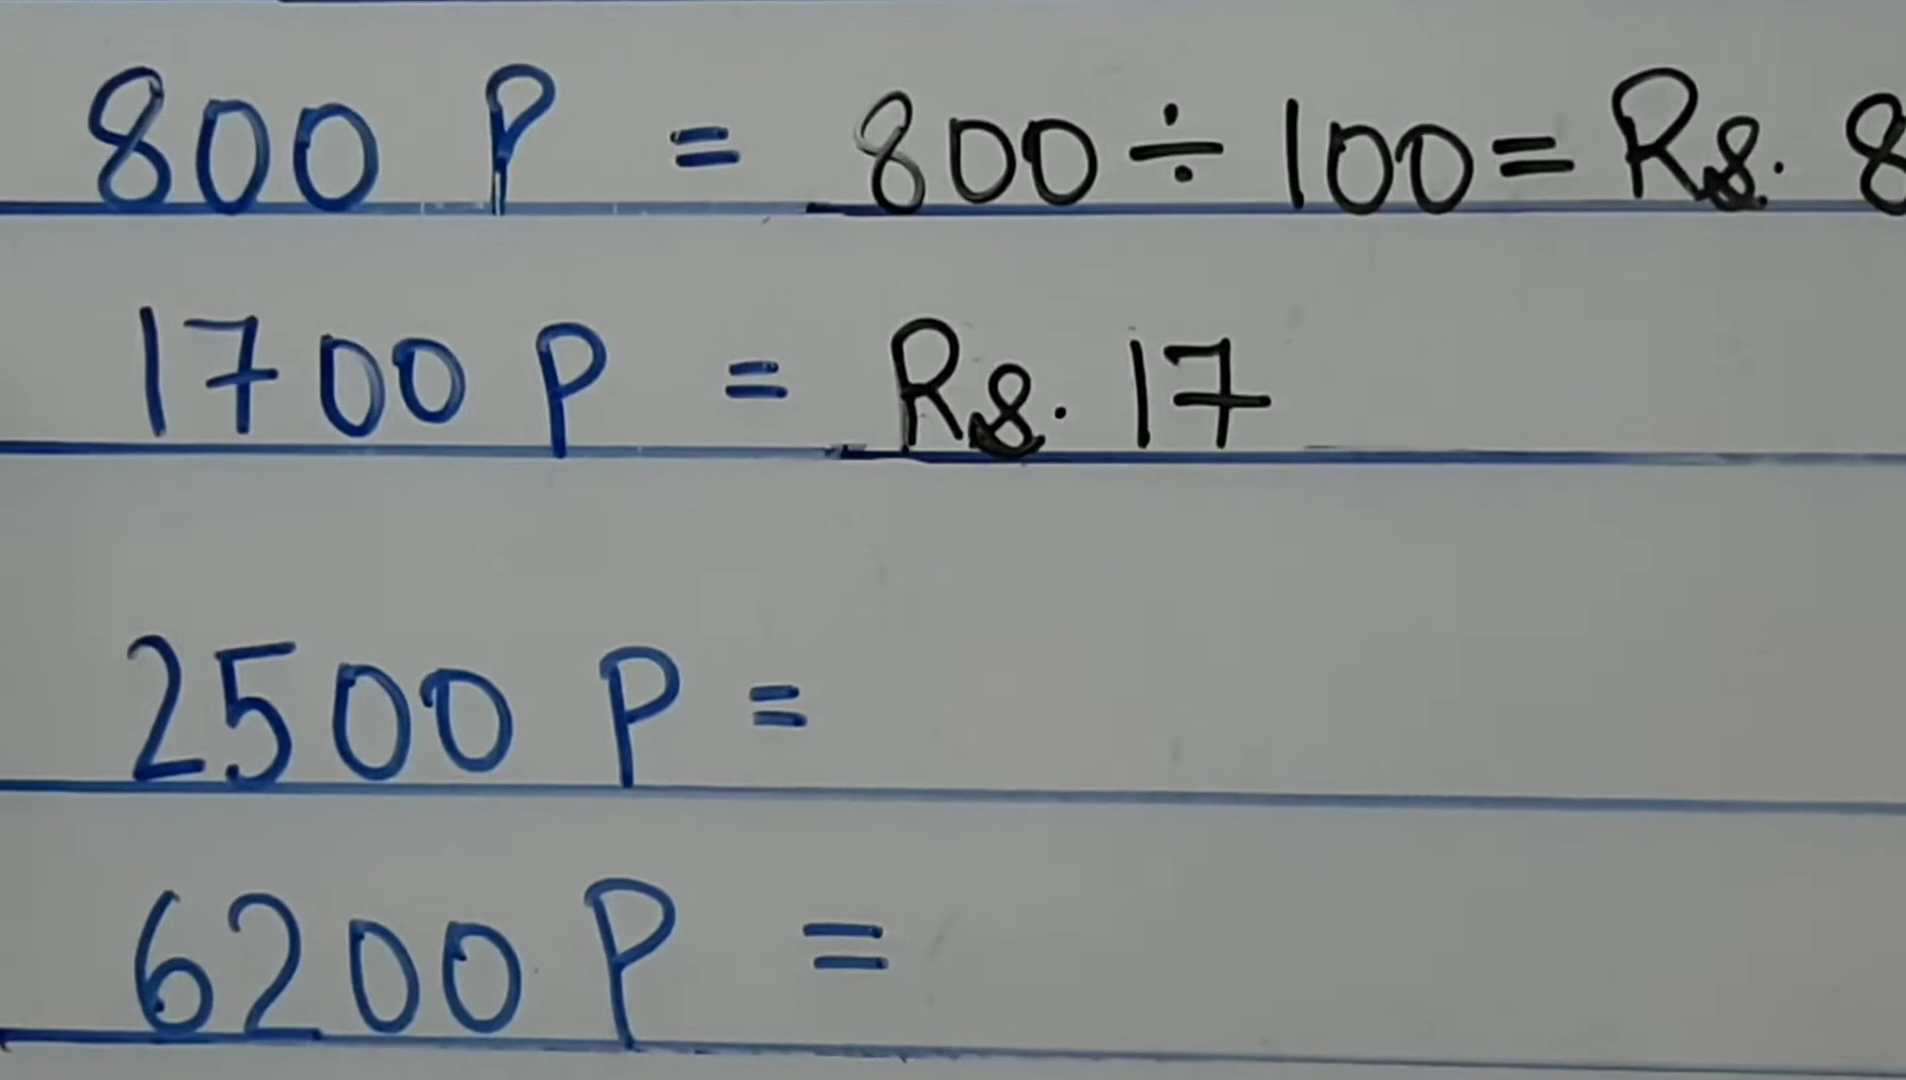 800 P = 800 ÷ 100 = Rs. 8
1700 P = Rs. 17
2500 P =
6200 P =